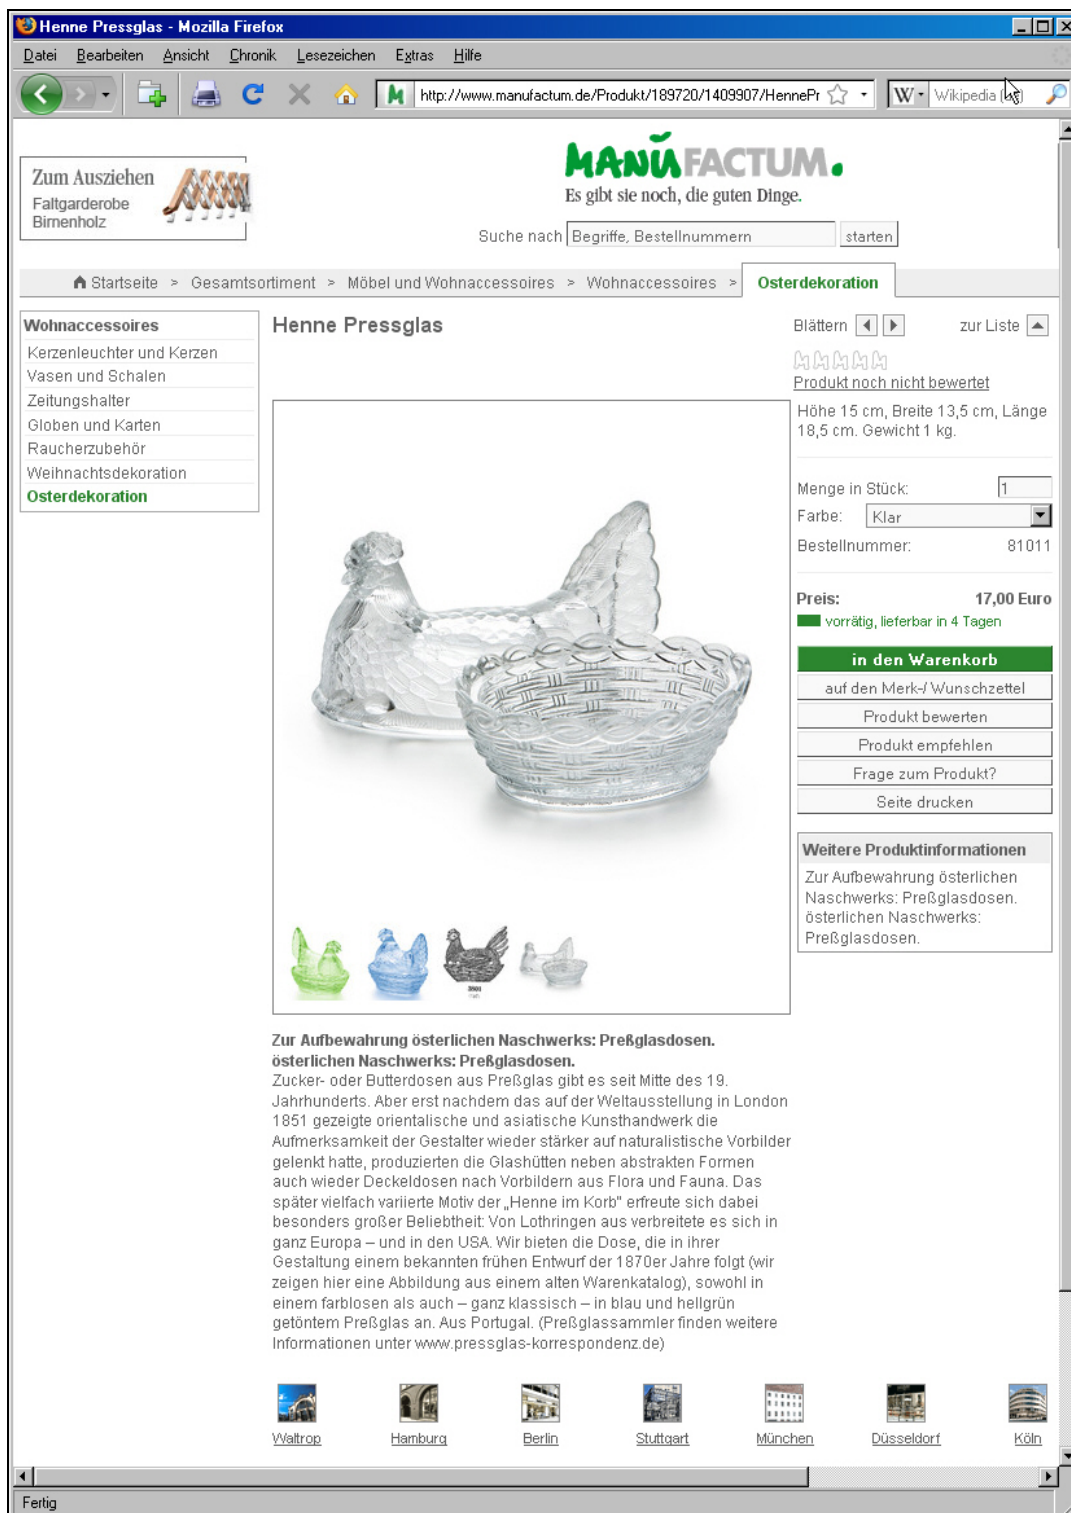 Henne Pressglas - Mozilla Firefox
Datei Bearbeiten Ansicht Chronik Lesezeichen Extras Hilfe
http://www.manufactum.de/Produkt/189720/1409907/HennePr
W Wikipedia
Zum Ausziehen
Faltgarderobe
Birnenholz
MANUFACTUM.
Es gibt sie noch, die guten Dinge.
Suche nach Begriffe, Bestellnummern starten
Startseite > Gesamtsortiment > Möbel und Wohnaccessoires > Wohnaccessoires > Osterdekoration
Wohnaccessoires
Kerzenleuchter und Kerzen
Vasen und Schalen
Zeitungshalter
Globen und Karten
Raucherzubehör
Weihnachtsdekoration
Osterdekoration
Henne Pressglas
Blättern zur Liste
Produkt noch nicht bewertet
Höhe 15 cm, Breite 13,5 cm, Länge
18,5 cm. Gewicht 1 kg.
Menge in Stück: 1
Farbe: Klar
Bestellnummer: 81011
Preis: 17,00 Euro
vorrätig, lieferbar in 4 Tagen
in den Warenkorb
auf den Merk-/ Wunschzettel
Produkt bewerten
Produkt empfehlen
Frage zum Produkt?
Seite drucken
Weitere Produktinformationen
Zur Aufbewahrung österlichen
Naschwerks: Preßglasdosen.
österlichen Naschwerks:
Preßglasdosen.
Zur Aufbewahrung österlichen Naschwerks: Preßglasdosen.
österlichen Naschwerks: Preßglasdosen.
Zucker- oder Butterdosen aus Preßglas gibt es seit Mitte des 19.
Jahrhunderts. Aber erst nachdem das auf der Weltausstellung in London
1851 gezeigte orientalische und asiatische Kunsthandwerk die
Aufmerksamkeit der Gestalter wieder stärker auf naturalistische Vorbilder
gelenkt hatte, produzierten die Glashütten neben abstrakten Formen
auch wieder Deckeldosen nach Vorbildern aus Flora und Fauna. Das
später vielfach variierte Motiv der „Henne im Korb" erfreute sich dabei
besonders großer Beliebtheit: Von Lothringen aus verbreitete es sich in
ganz Europa – und in den USA. Wir bieten die Dose, die in ihrer
Gestaltung einem bekannten frühen Entwurf der 1870er Jahre folgt (wir
zeigen hier eine Abbildung aus einem alten Warenkatalog), sowohl in
einem farblosen als auch – ganz klassisch – in blau und hellgrün
getöntem Preßglas an. Aus Portugal. (Preßglassammler finden weitere
Informationen unter www.pressglas-korrespondenz.de)
Waltrop Hamburg Berlin Stuttgart München Düsseldorf Köln
Fertig